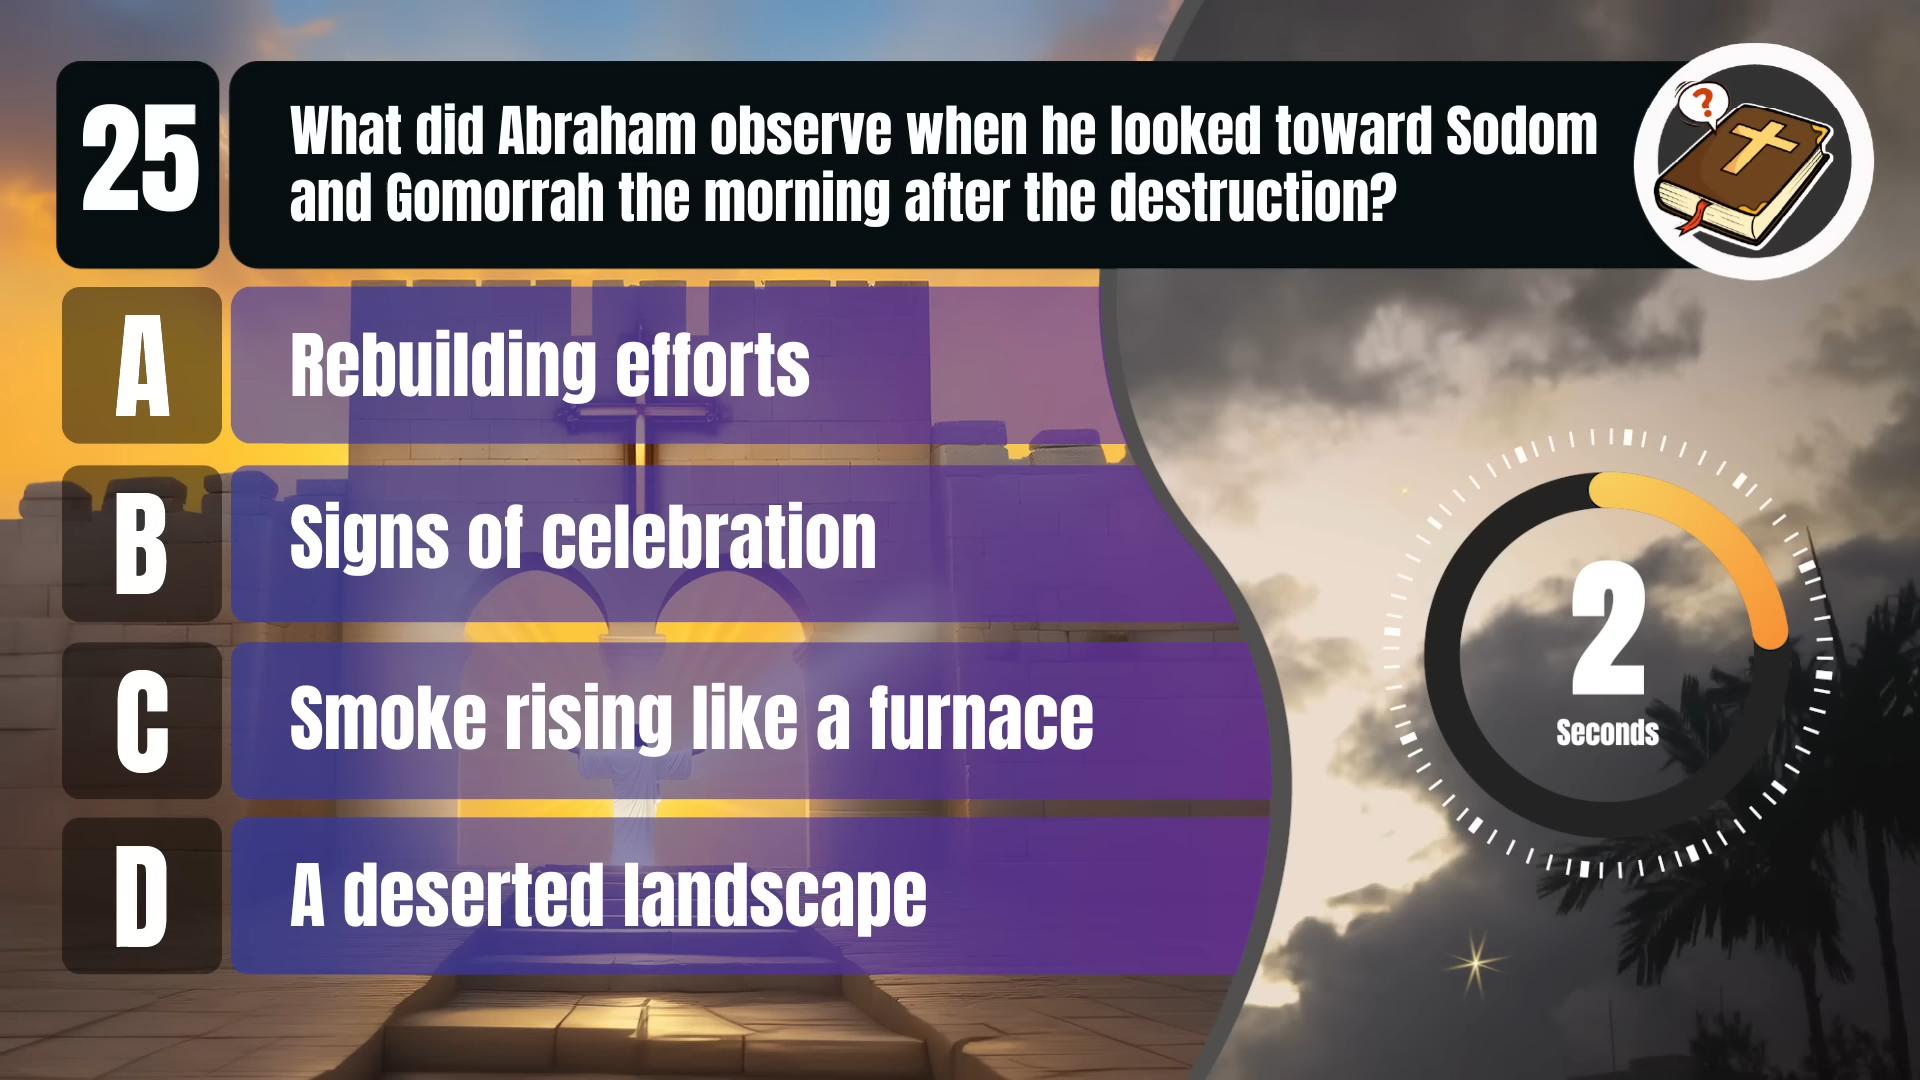 25
What did Abraham observe when he looked toward Sodom
and Gomorrah the morning after the destruction?
?
A
Rebuilding efforts
B
Signs of celebration
C
Smoke rising like a furnace
D
A deserted landscape
2
Seconds